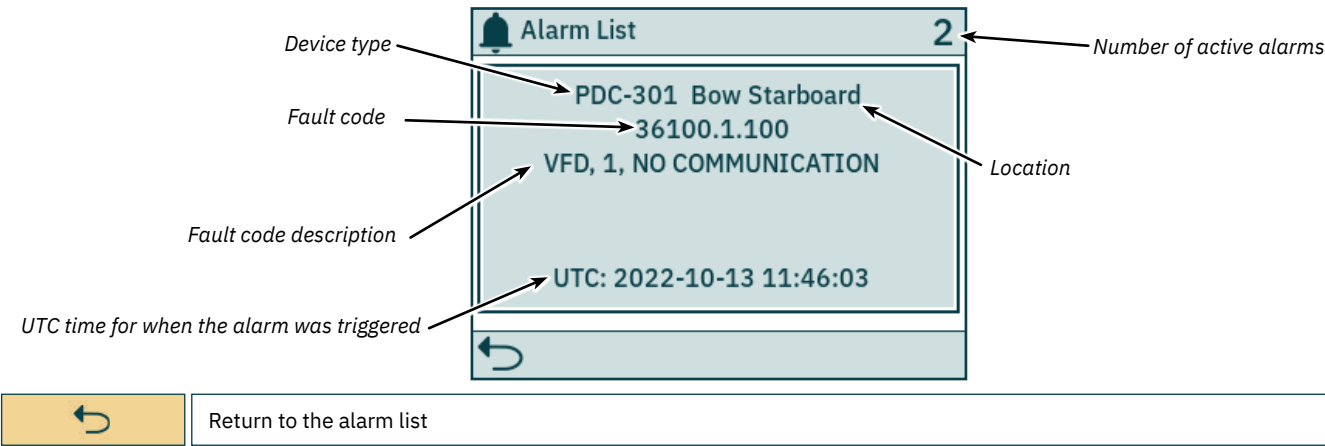 Alarm List 2
Device type
Number of active alarms
PDC-301 Bow Starboard
Fault code
36100.1.100
VFD, 1, NO COMMUNICATION
Location
Fault code description
UTC: 2022-10-13 11:46:03
UTC time for when the alarm was triggered
Return to the alarm list